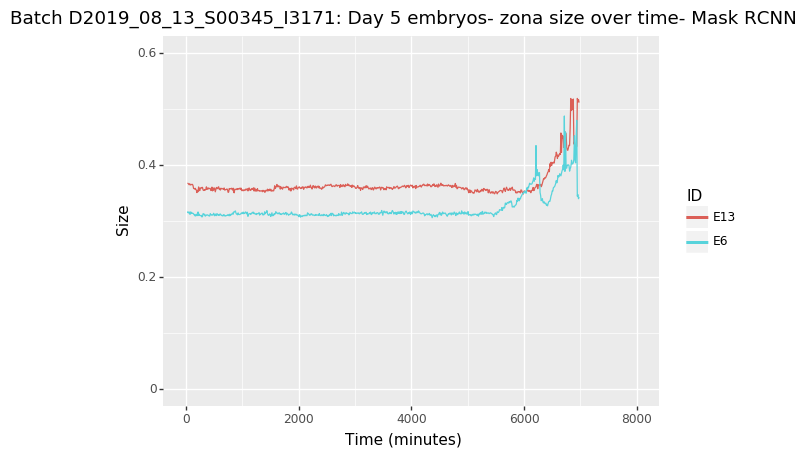 Batch D2019_08_13_S00345_I3171: Day 5 embryos- zona size over time- Mask RCNN
0.6
0.4
0.2
0
Size
0 2000 4000 6000 8000
Time (minutes)
ID
E13
E6